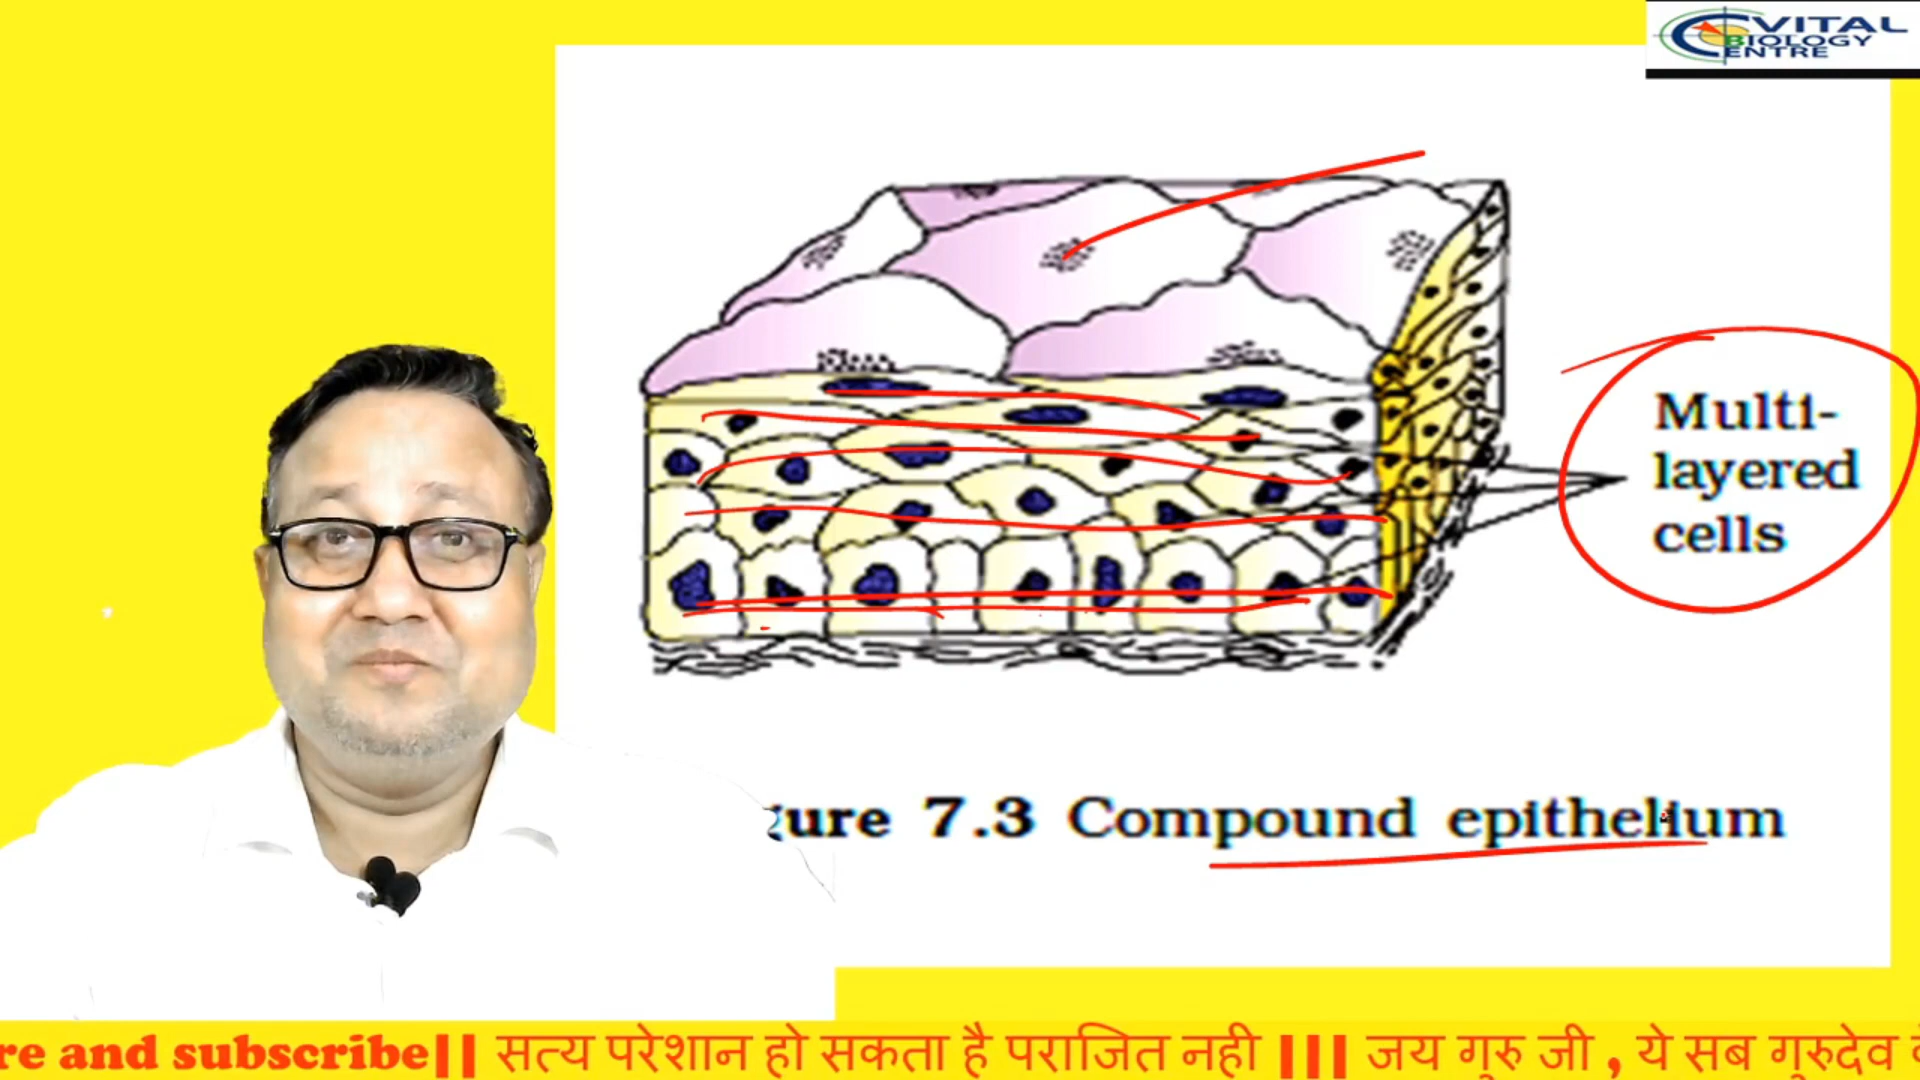 VITAL
BIOLOGY
CENTRE
Multi-
layered
cells
gure 7.3 Compound epithelium
re and subscribe|| सत्य परेशान हो सकता है पराजित नही ||| जय गुरु जी , ये सब गुरुदेव